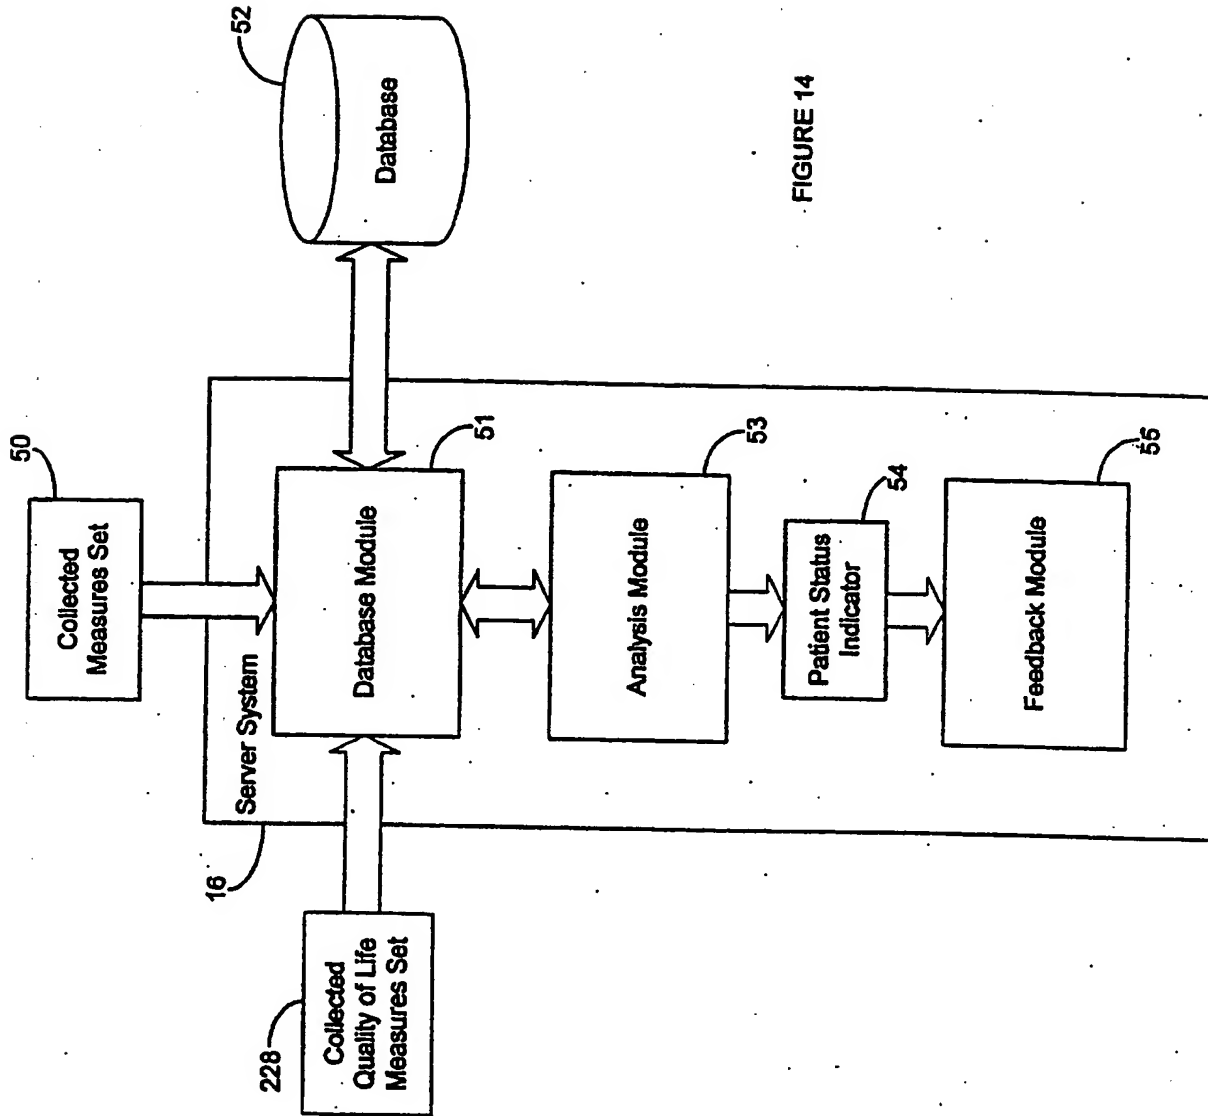 50
Collected
Measures Set
52
Database
16
Server System
51
Database Module
228
Collected
Quality of Life
Measures Set
53
Analysis Module
54
Patient Status
Indicator
55
Feedback Module
FIGURE 14